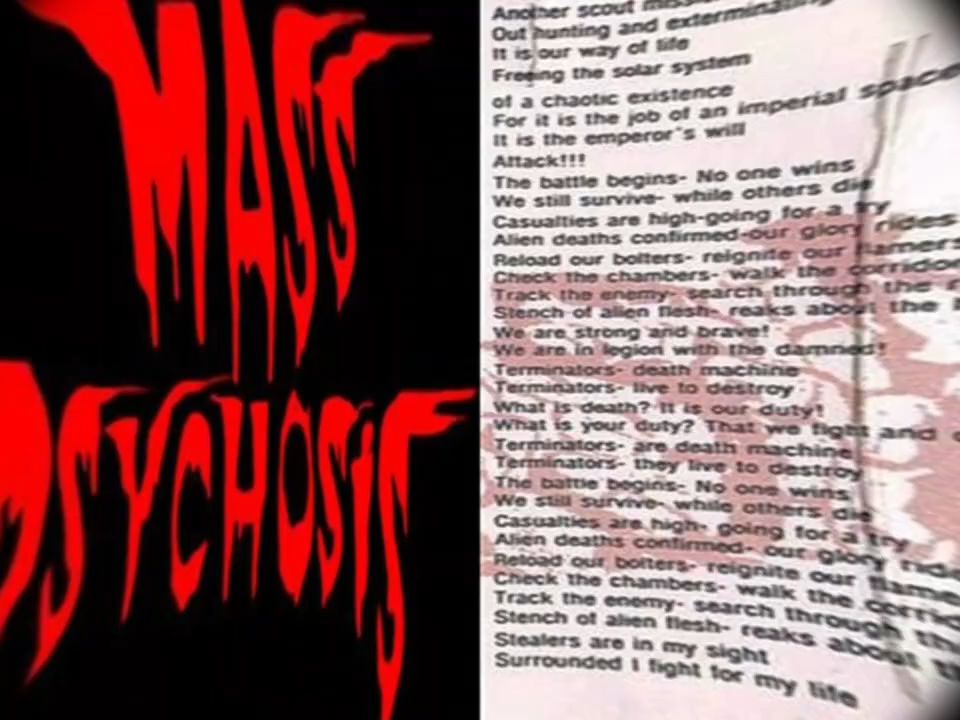 MASS
PSYCHOSIS
Another scout
Out hunting and exterminating
It is our way of life
Freeing the solar system
of a chaotic existence
For it is the job of an imperial space
It is the emperor's will
Attack!!!
The battle begins- No one wins
We still survive- while others die
Casualties are high-going for a try
Alien deaths confirmed-our glory rides
Reload our bolters- reignite our flamers
Check the chambers- walk the corridor
Track the enemy- search through the
Stench of alien flesh- reaks about the
We are strong and brave!
We are in legion with the damned!
Terminators- death machine
Terminators- live to destroy
What is death? It is our duty!
What is your duty? That we fight and
Terminators- are death machine
Terminators- they live to destroy
The battle begins- No one wins
We still survive- while others die
Casualties are high- going for a try
Alien deaths confirmed- our glory
Reload our bolters- reignite our flame
Check the chambers- walk the
Track the enemy- search through
Stench of alien flesh- reaks about
Stealers are in my sight
Surrounded I fight for my life